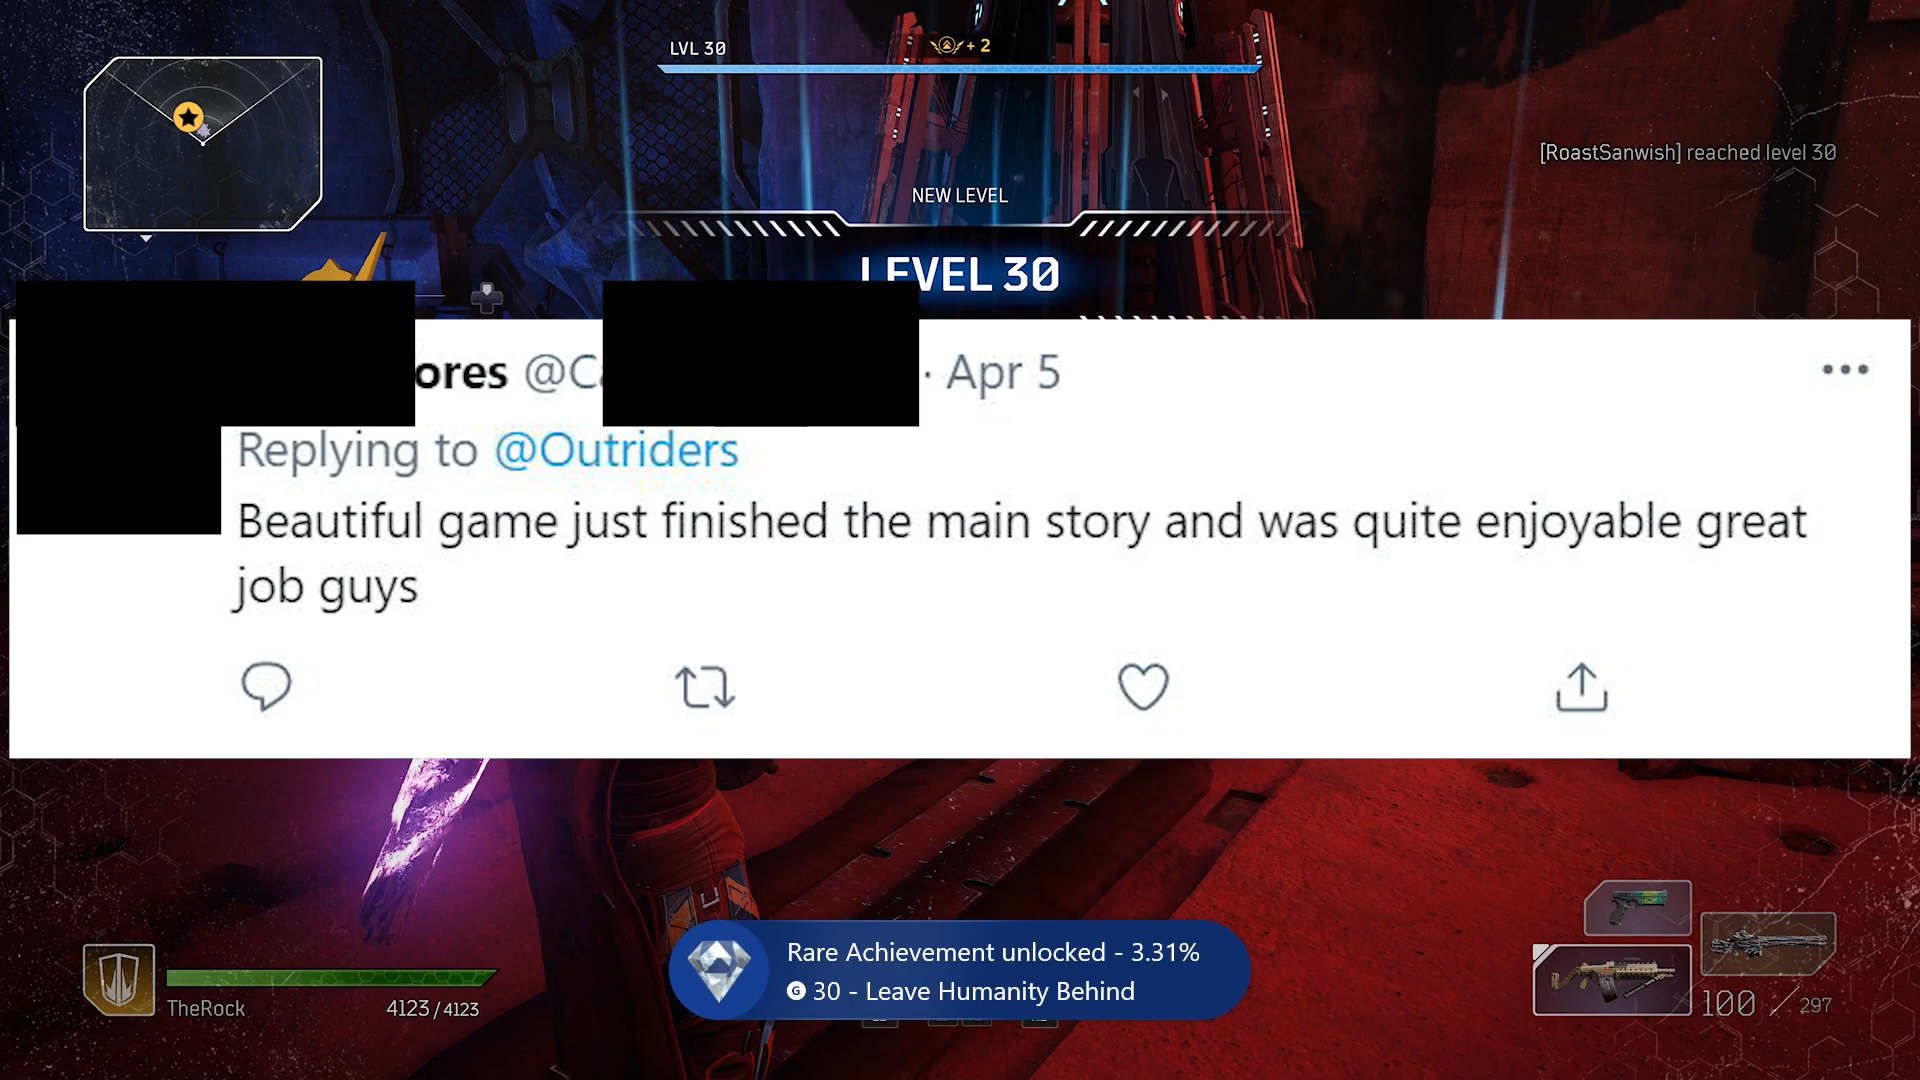 LVL 30
+ 2
[RoastSanwish] reached level 30
NEW LEVEL
LEVEL 30
ores @Ca · Apr 5
Replying to @Outriders
Beautiful game just finished the main story and was quite enjoyable great
job guys
Rare Achievement unlocked - 3.31%
G 30 - Leave Humanity Behind
TheRock 4123/4123
100 / 297